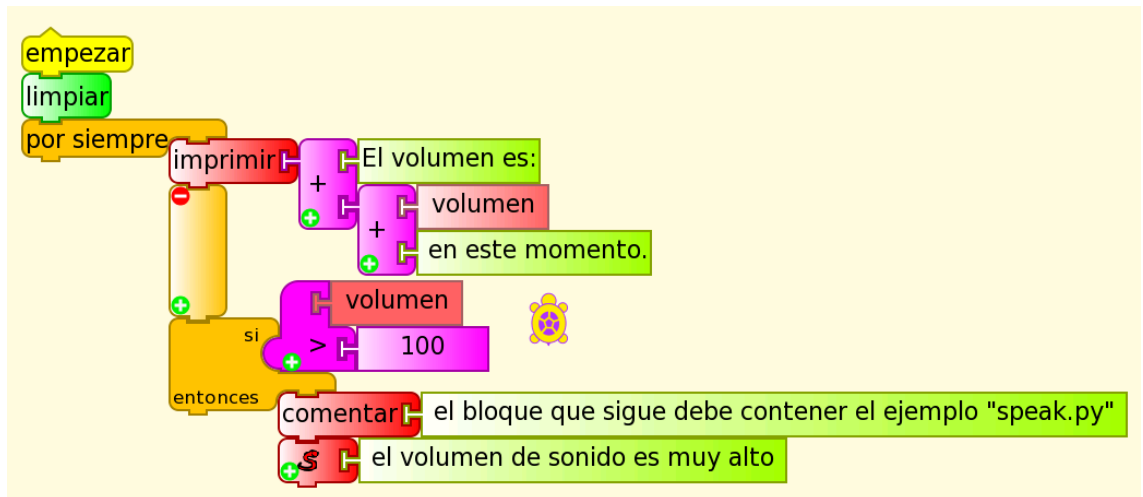 empezar
limpiar
por siempre
imprimir + El volumen es:
+ volumen
en este momento.
si volumen
> 100
entonces
comentar el bloque que sigue debe contener el ejemplo "speak.py"
S el volumen de sonido es muy alto